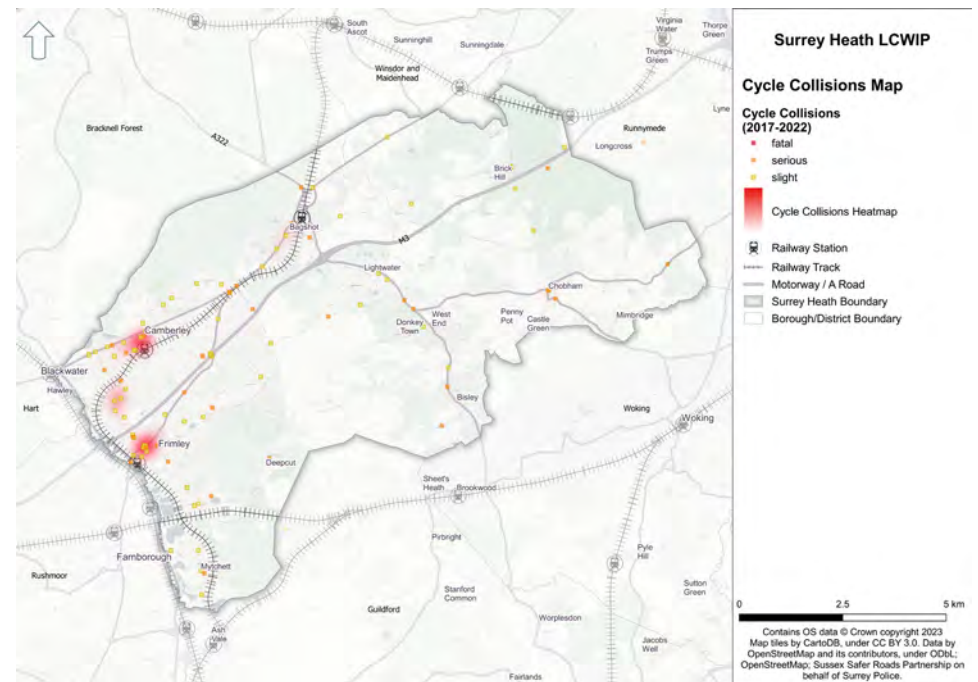 South
Ascot
Sunninghill
Sunningdale
Virginia
Water
Thorpe
Green
Trumps
Green
Winsdor and
Maidenhead
Lyne
Bracknell Forest
A322
Runnymede
Longcross
Brick
Hill
Bagshot
M3
Lightwater
Chobham
West
End
Donkey
Town
Penny
Pot
Castle
Green
Mimbridge
Camberley
Blackwater
Hawley
Hart
Bisley
Woking
Woking
Frimley
Deepcut
Sheet's
Heath
Brookwood
Pirbright
Farnborough
Mytchett
Rushmoor
Pyle
Hill
Stanford
Common
Sutton
Green
Guildford
Worplesdon
Ash
Vale
Jacobs
Well
Fairlands
Surrey Heath LCWIP
Cycle Collisions Map
Cycle Collisions
(2017-2022)
fatal
serious
slight
Cycle Collisions Heatmap
Railway Station
Railway Track
Motorway / A Road
Surrey Heath Boundary
Borough/District Boundary
0 2.5 5 km
Contains OS data © Crown copyright 2023
Map tiles by CartoDB, under CC BY 3.0. Data by
OpenStreetMap and its contributors, under ODbL;
OpenStreetMap; Sussex Safer Roads Partnership on
behalf of Surrey Police.